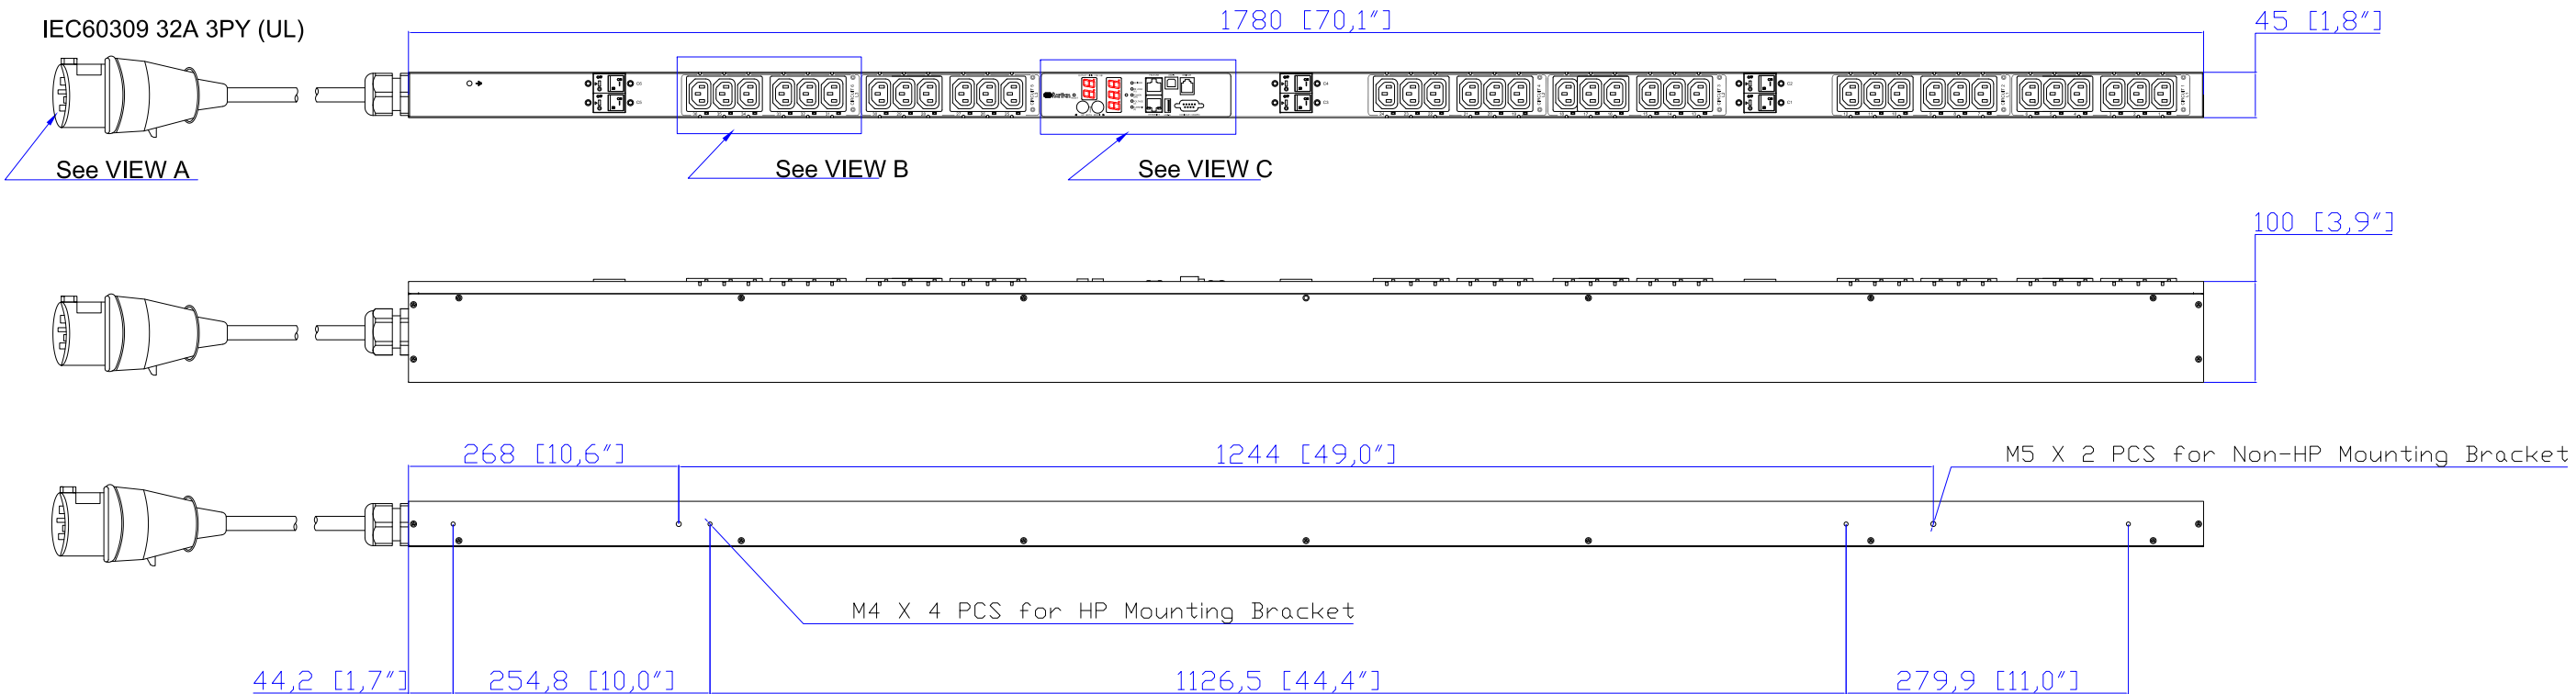 IEC60309 32A 3PY (UL)
1780 [70,1″]
45 [1,8″]
See VIEW A
See VIEW B
See VIEW C
100 [3,9″]
268 [10,6″]
1244 [49,0″]
M5 X 2 PCS for Non-HP Mounting Bracket
M4 X 4 PCS for HP Mounting Bracket
44,2 [1,7″]
254,8 [10,0″]
1126,5 [44,4″]
279,9 [11,0″]